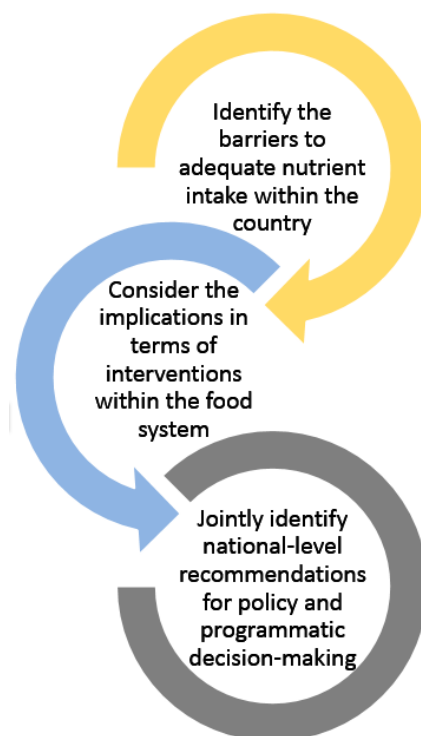 Identify the
barriers to
adequate nutrient
intake within the
country
Consider the
implications in
terms of
interventions
within the food
system
Jointly identify
national-level
recommendations
for policy and
programmatic
decision-making